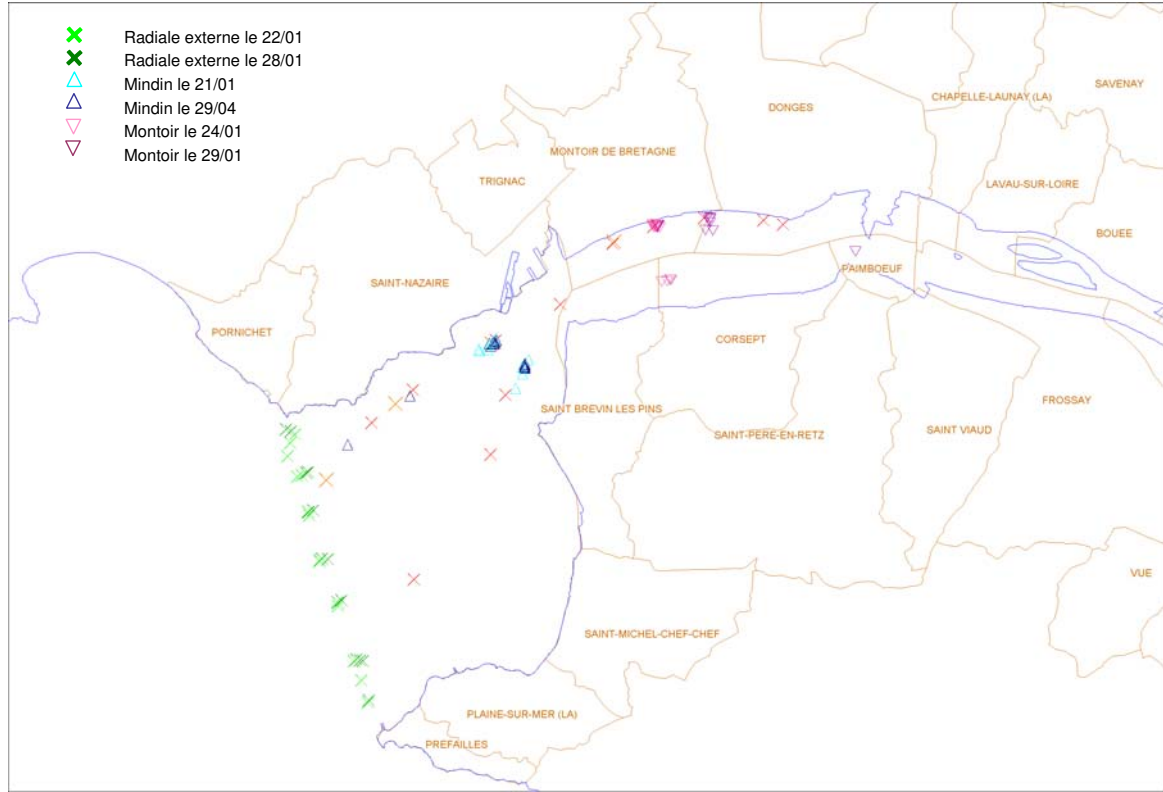 Radiale externe le 22/01
Radiale externe le 28/01
Mindin le 21/01
Mindin le 29/04
Montoir le 24/01
Montoir le 29/01
SAVENAY
CHAPELLE-LAUNAY (LA)
DONGES
MONTOIR DE BRETAGNE
TRIGNAC
LAVAU-SUR-LOIRE
BOUEE
PAIMBOEUF
SAINT-NAZAIRE
PORNICHET
CORSEPT
FROSSAY
SAINT BREVIN LES PINS
SAINT-PERE-EN-RETZ
SAINT VIAUD
VUE
SAINT-MICHEL-CHEF-CHEF
PLAINE-SUR-MER (LA)
PREFAILLES